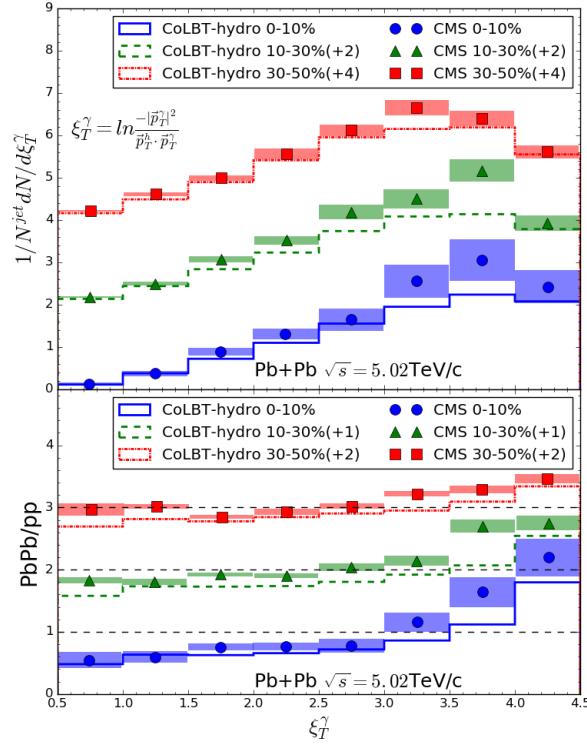 9
8
7
6
5
4
3
2
1
0
1/N^{jet} dN/dξ_T^γ
CoLBT-hydro 0-10%
CoLBT-hydro 10-30%(+2)
CoLBT-hydro 30-50%(+4)
CMS 0-10%
CMS 10-30%(+2)
CMS 30-50%(+4)
ξ_T^γ = ln \frac{-|\vec{p}_T^γ|^2}{\vec{p}_T^h · \vec{p}_T^γ}
Pb+Pb √s = 5.02TeV/c
4
3
2
1
0
PbPb/pp
CoLBT-hydro 0-10%
CoLBT-hydro 10-30%(+1)
CoLBT-hydro 30-50%(+2)
CMS 0-10%
CMS 10-30%(+1)
CMS 30-50%(+2)
Pb+Pb √s = 5.02TeV/c
0.5 1.0 1.5 2.0 2.5 3.0 3.5 4.0 4.5
ξ_T^γ